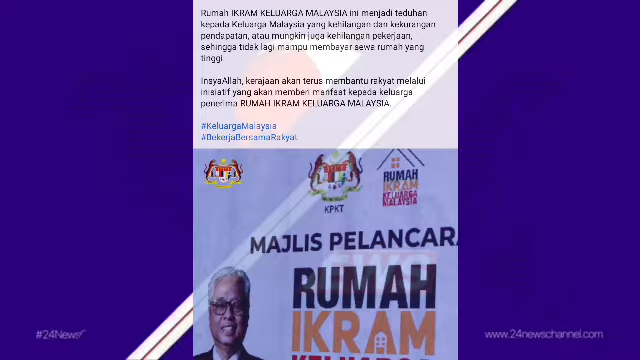 Rumah IKRAM KELUARGA MALAYSIA ini menjadi teduhan
kepada Keluarga Malaysia yang kehilangan dan kekurangan
pendapatan, atau mungkin juga kehilangan pekerjaan,
sehingga tidak lagi mampu membayar sewa rumah yang
tinggi.
InsyaAllah, kerajaan akan terus membantu rakyat melalui
inisiatif yang akan memberi manfaat kepada keluarga
penerima RUMAH IKRAM KELUARGA MALAYSIA.
#KeluargaMalaysia
#BekerjaBersamaRakyat
KPKT
RUMAH
IKRAM
KELUARGA
MALAYSIA
MAJLIS PELANCARA
RUMAH
IKRAM
KELUARGA
#24News
www.24newschannel.com